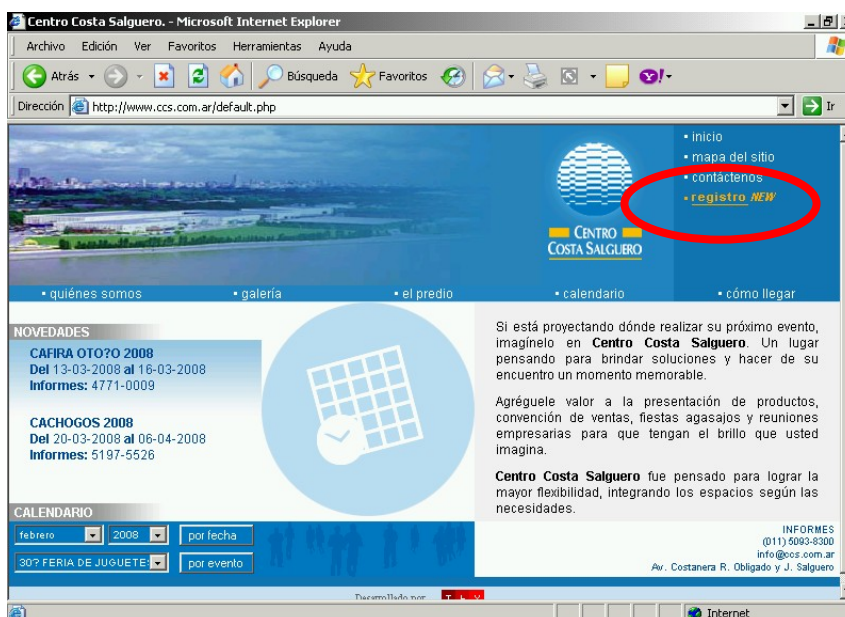 Centro Costa Salguero. - Microsoft Internet Explorer
Archivo Edición Ver Favoritos Herramientas Ayuda
Atrás Búsqueda Favoritos
Dirección http://www.ccs.com.ar/default.php Ir
• inicio
• mapa del sitio
• contáctenos
• registro NEW
CENTRO
COSTA SALGUERO
• quiénes somos • galería • el predio • calendario • cómo llegar
NOVEDADES
CAFIRA OTO?O 2008
Del 13-03-2008 al 16-03-2008
Informes: 4771-0009
CACHOGOS 2008
Del 20-03-2008 al 06-04-2008
Informes: 5197-5526
Si está proyectando dónde realizar su próximo evento,
imagínelo en Centro Costa Salguero. Un lugar
pensando para brindar soluciones y hacer de su
encuentro un momento memorable.
Agréguele valor a la presentación de productos,
convención de ventas, fiestas agasajos y reuniones
empresarias para que tengan el brillo que usted
imagina.
Centro Costa Salguero fue pensado para lograr la
mayor flexibilidad, integrando los espacios según las
necesidades.
CALENDARIO
febrero 2008 por fecha
30? FERIA DE JUGUETE: por evento
INFORMES
(011) 5093-8300
info@ccs.com.ar
Av. Costanera R. Obligado y J. Salguero
Desarrollado por
Internet